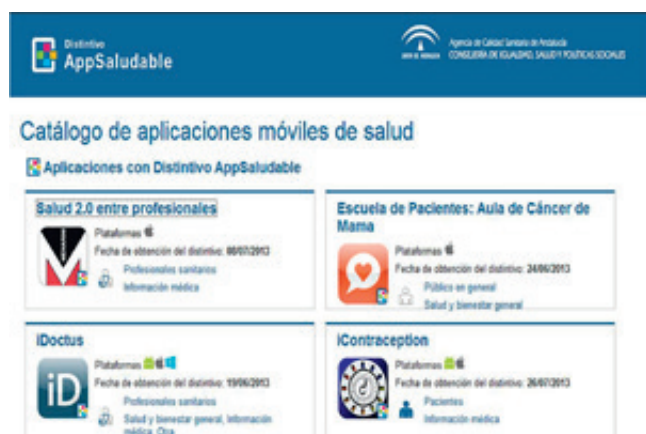 Distintivo
AppSaludable
Agencia de Calidad Sanitaria de Andalucía
CONSEJERÍA DE IGUALDAD, SALUD Y POLÍTICAS SOCIALES
Catálogo de aplicaciones móviles de salud
Aplicaciones con Distintivo AppSaludable
Salud 2.0 entre profesionales
Plataformas
Fecha de obtención del distintivo: 08/07/2013
Profesionales sanitarios
Información médica
Escuela de Pacientes: Aula de Cáncer de
Mama
Plataformas
Fecha de obtención del distintivo: 24/06/2013
Público en general
Salud y bienestar general
iDoctus
Plataformas
iD
Fecha de obtención del distintivo: 19/06/2013
Profesionales sanitarios
Salud y bienestar general, Información
médica, Otra
iContraception
Plataformas
Fecha de obtención del distintivo: 26/07/2013
Pacientes
Información médica